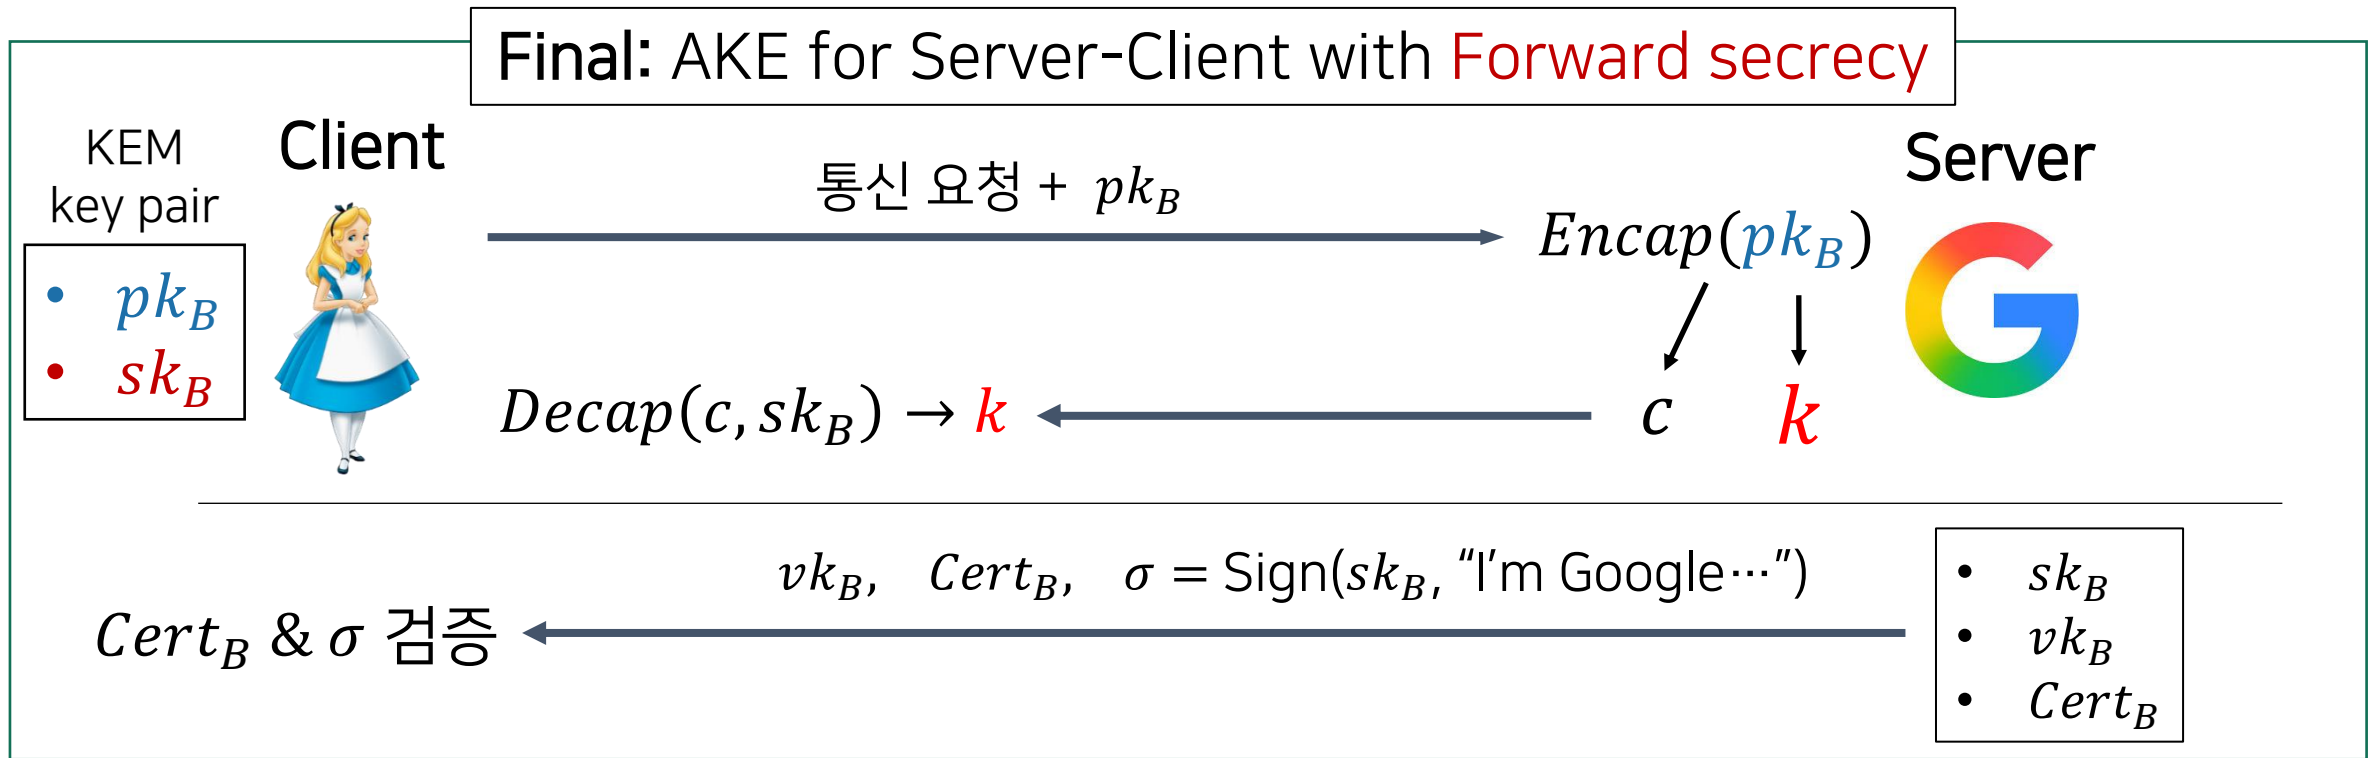 Final: AKE for Server-Client with Forward secrecy
KEM
key pair
• pk_B
• sk_B
Client
통신 요청 + pk_B
Server
Encap(pk_B)
Decap(c, sk_B) → k
c
k
vk_B, Cert_B, σ = Sign(sk_B, “I’m Google⋯”)
Cert_B & σ 검증
• sk_B
• vk_B
• Cert_B